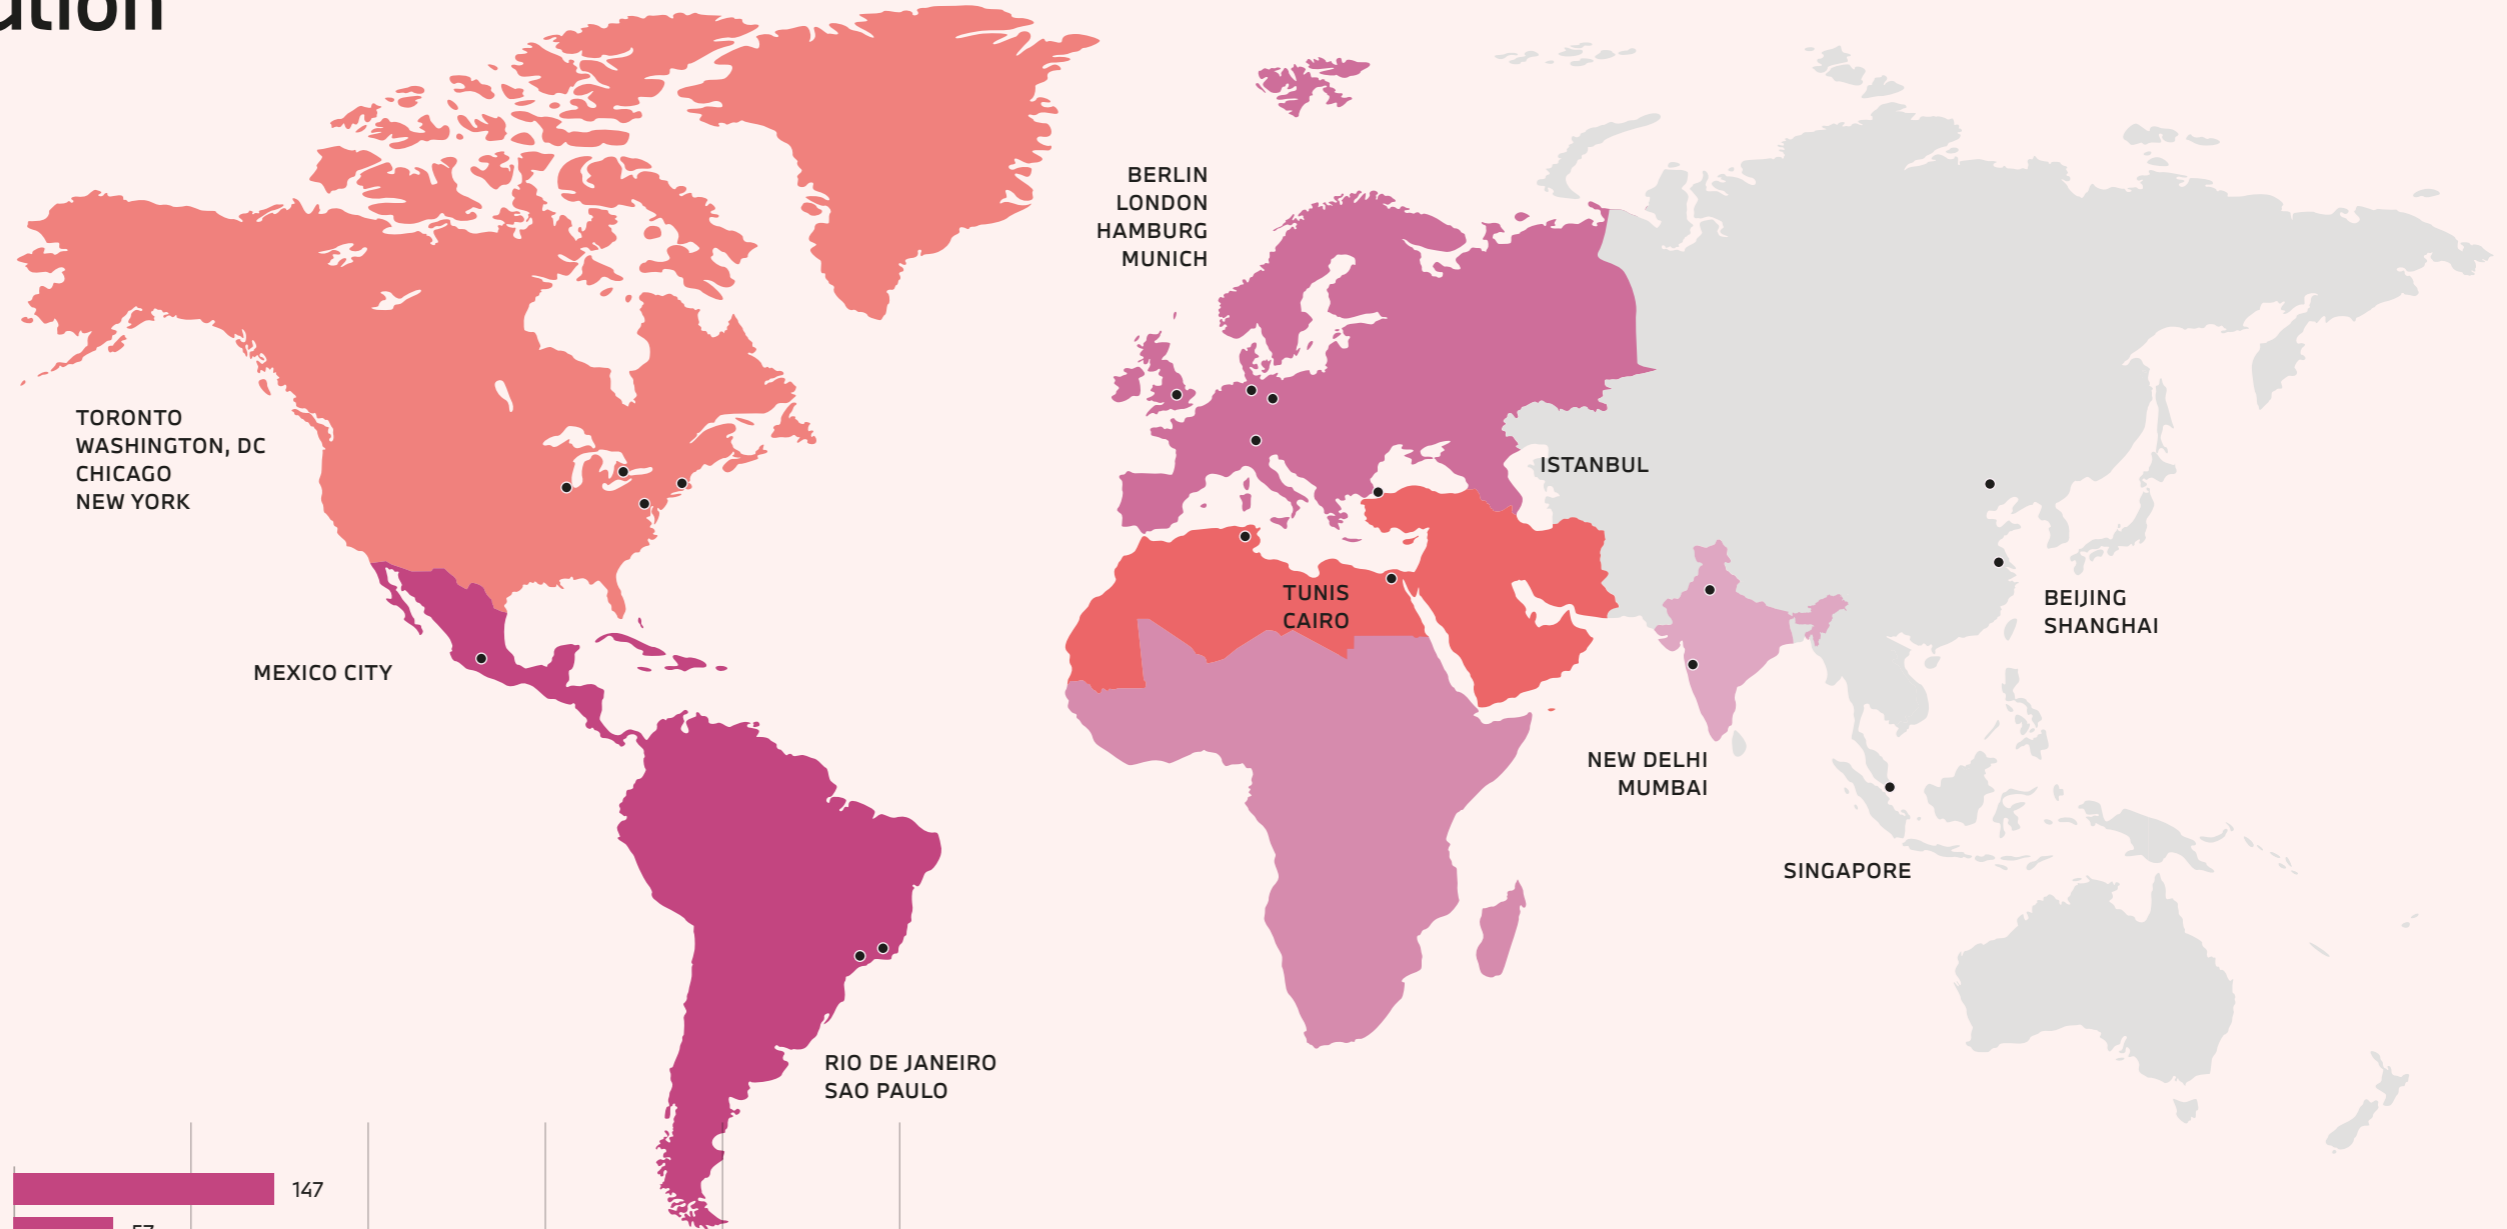 BERLIN
LONDON
HAMBURG
MUNICH
TORONTO
WASHINGTON, DC
CHICAGO
NEW YORK
ISTANBUL
TUNIS
CAIRO
BEIJING
SHANGHAI
MEXICO CITY
NEW DELHI
MUMBAI
SINGAPORE
RIO DE JANEIRO
SAO PAULO
147